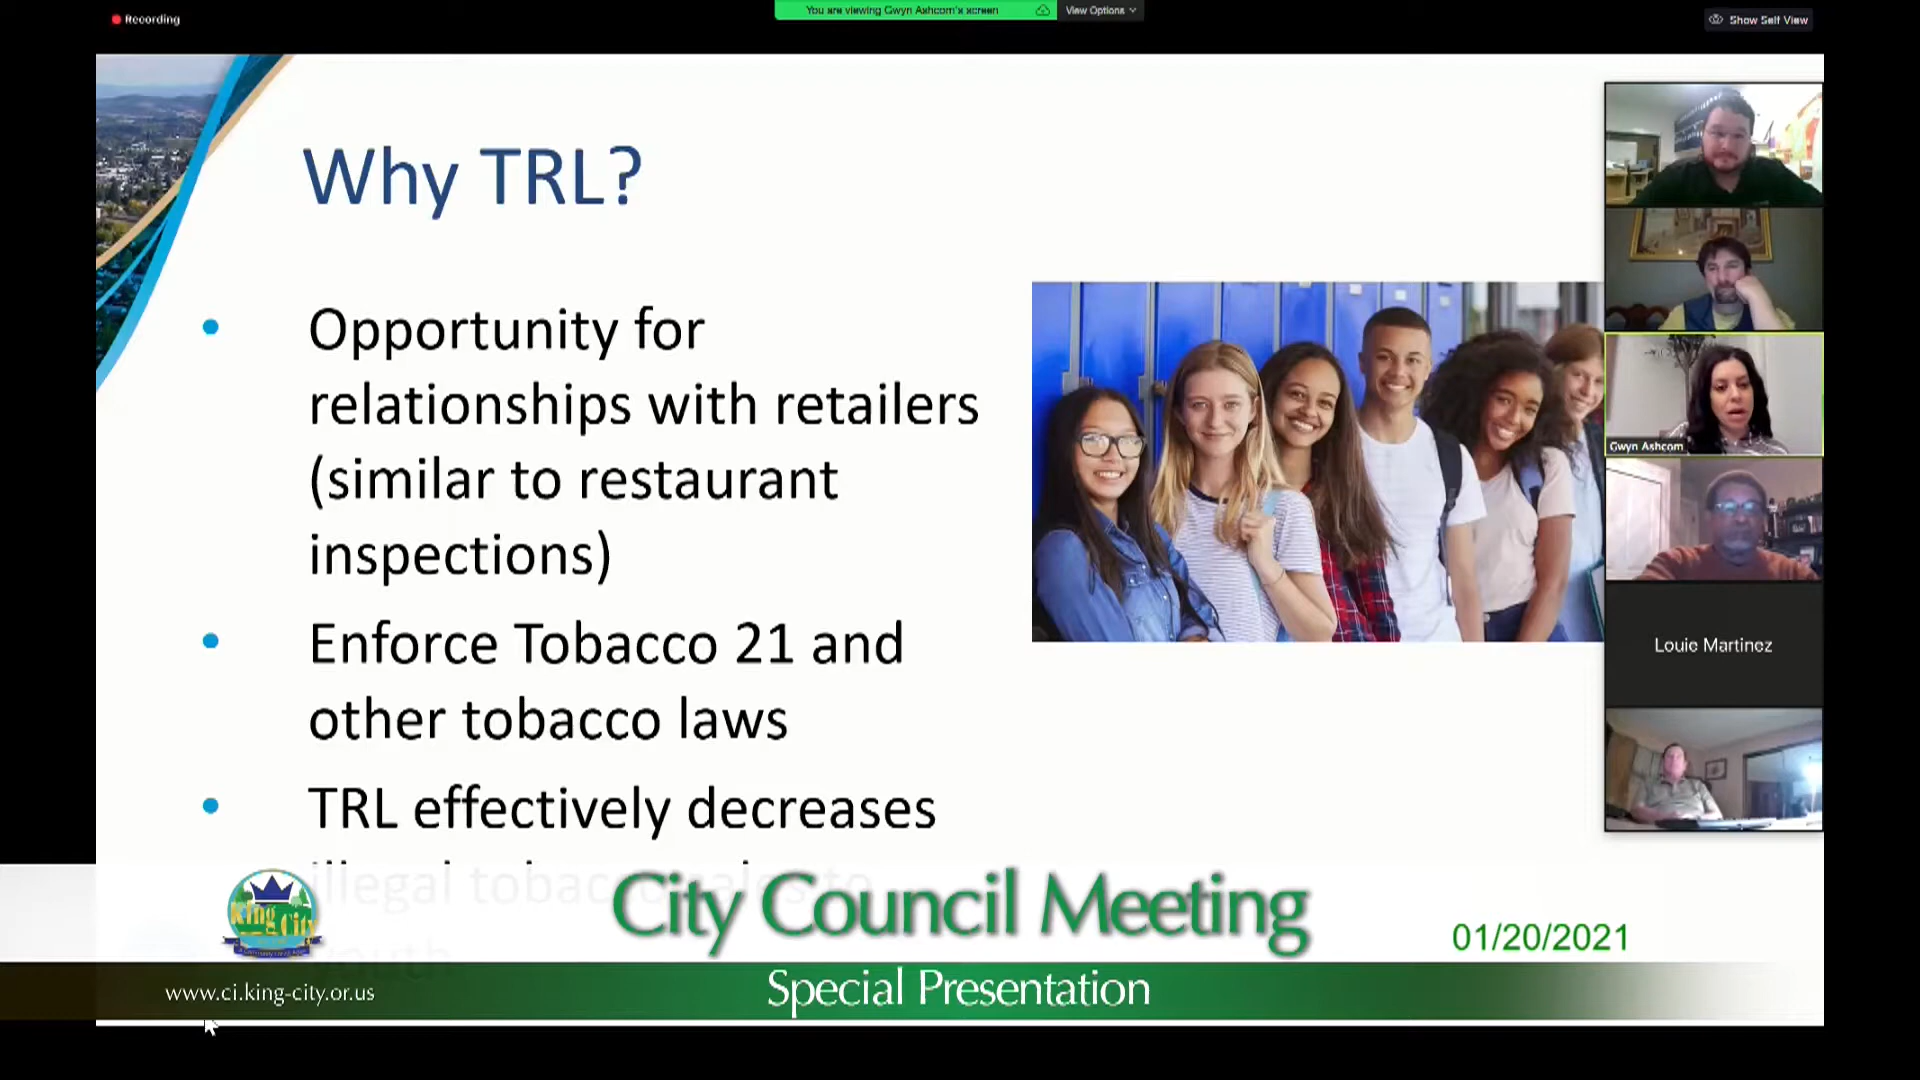 Recording
You are viewing Gwyn Ashcom's screen
View Options
Show Self View
Why TRL?
Opportunity for
relationships with retailers
(similar to restaurant
inspections)
Enforce Tobacco 21 and
other tobacco laws
TRL effectively decreases
illegal tobacco sales to
youth
Gwyn Ashcom
Louie Martinez
King City
City Council Meeting
01/20/2021
www.ci.king-city.or.us
Special Presentation